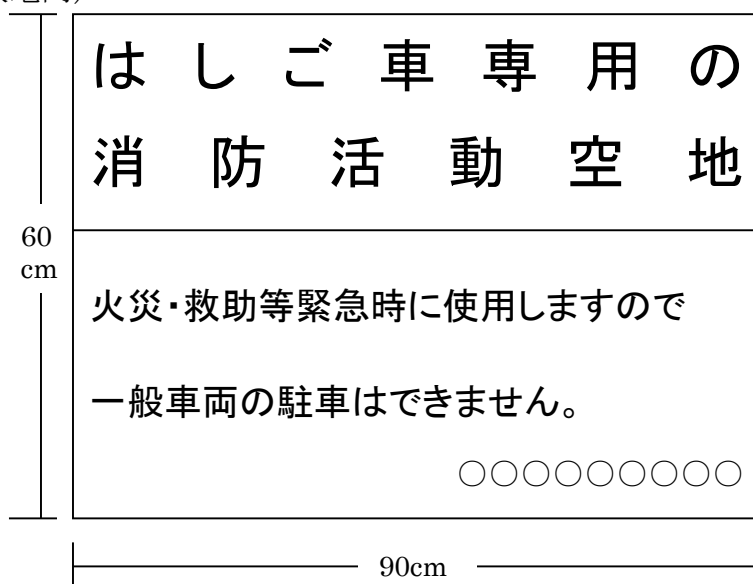 はしご車専用の
消防活動空地
60
cm
火災・救助等緊急時に使用しますので
一般車両の駐車はできません。
○○○○○○○○○
90cm